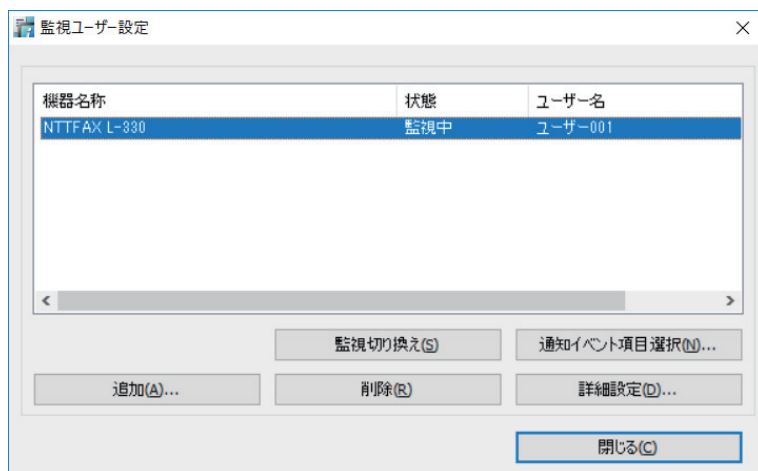 監視ユーザー設定
機器名称 状態 ユーザー名
NTTFAX L-330 監視中 ユーザー001
監視切り換え(S) 通知イベント項目選択(N)...
追加(A)... 削除(R) 詳細設定(D)...
閉じる(C)